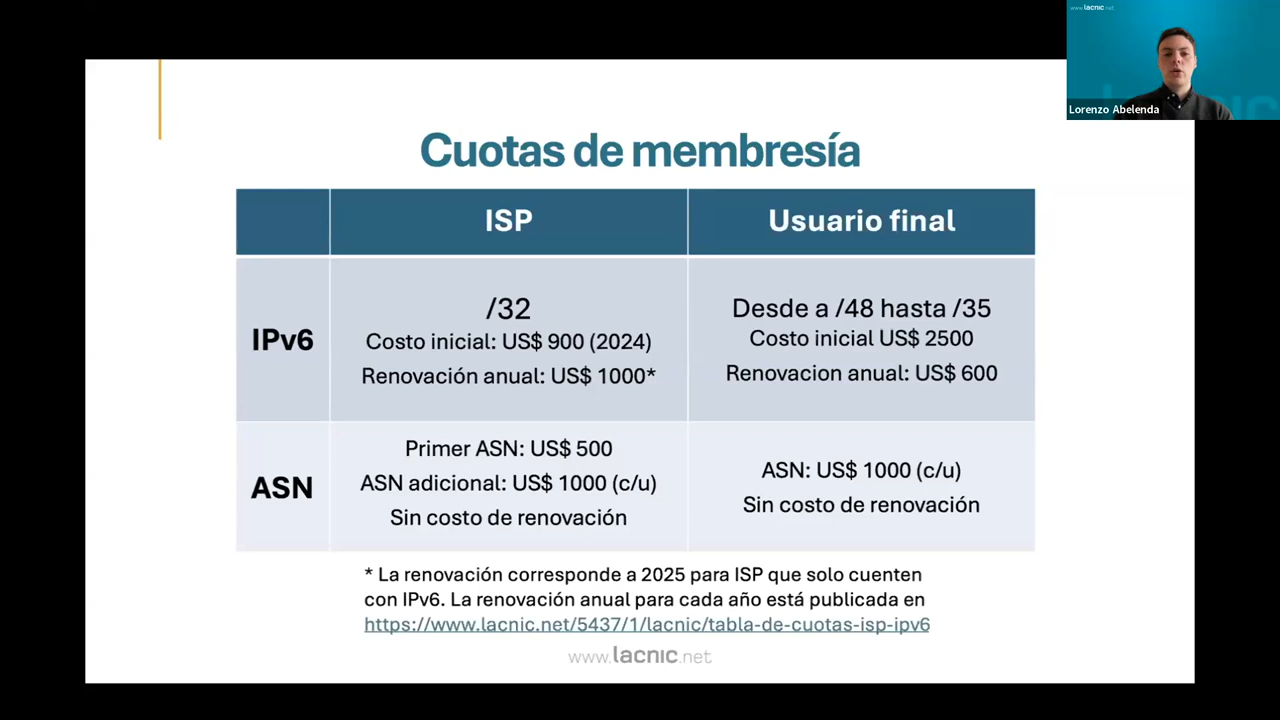 www.lacnic.net
Lorenzo Abelenda
Cuotas de membresía
ISP
Usuario final
IPv6
/32
Costo inicial: US$ 900 (2024)
Renovación anual: US$ 1000*
Desde a /48 hasta /35
Costo inicial US$ 2500
Renovacion anual: US$ 600
ASN
Primer ASN: US$ 500
ASN adicional: US$ 1000 (c/u)
Sin costo de renovación
ASN: US$ 1000 (c/u)
Sin costo de renovación
* La renovación corresponde a 2025 para ISP que solo cuenten
con IPv6. La renovación anual para cada año está publicada en
https://www.lacnic.net/5437/1/lacnic/tabla-de-cuotas-isp-ipv6
www.lacnic.net